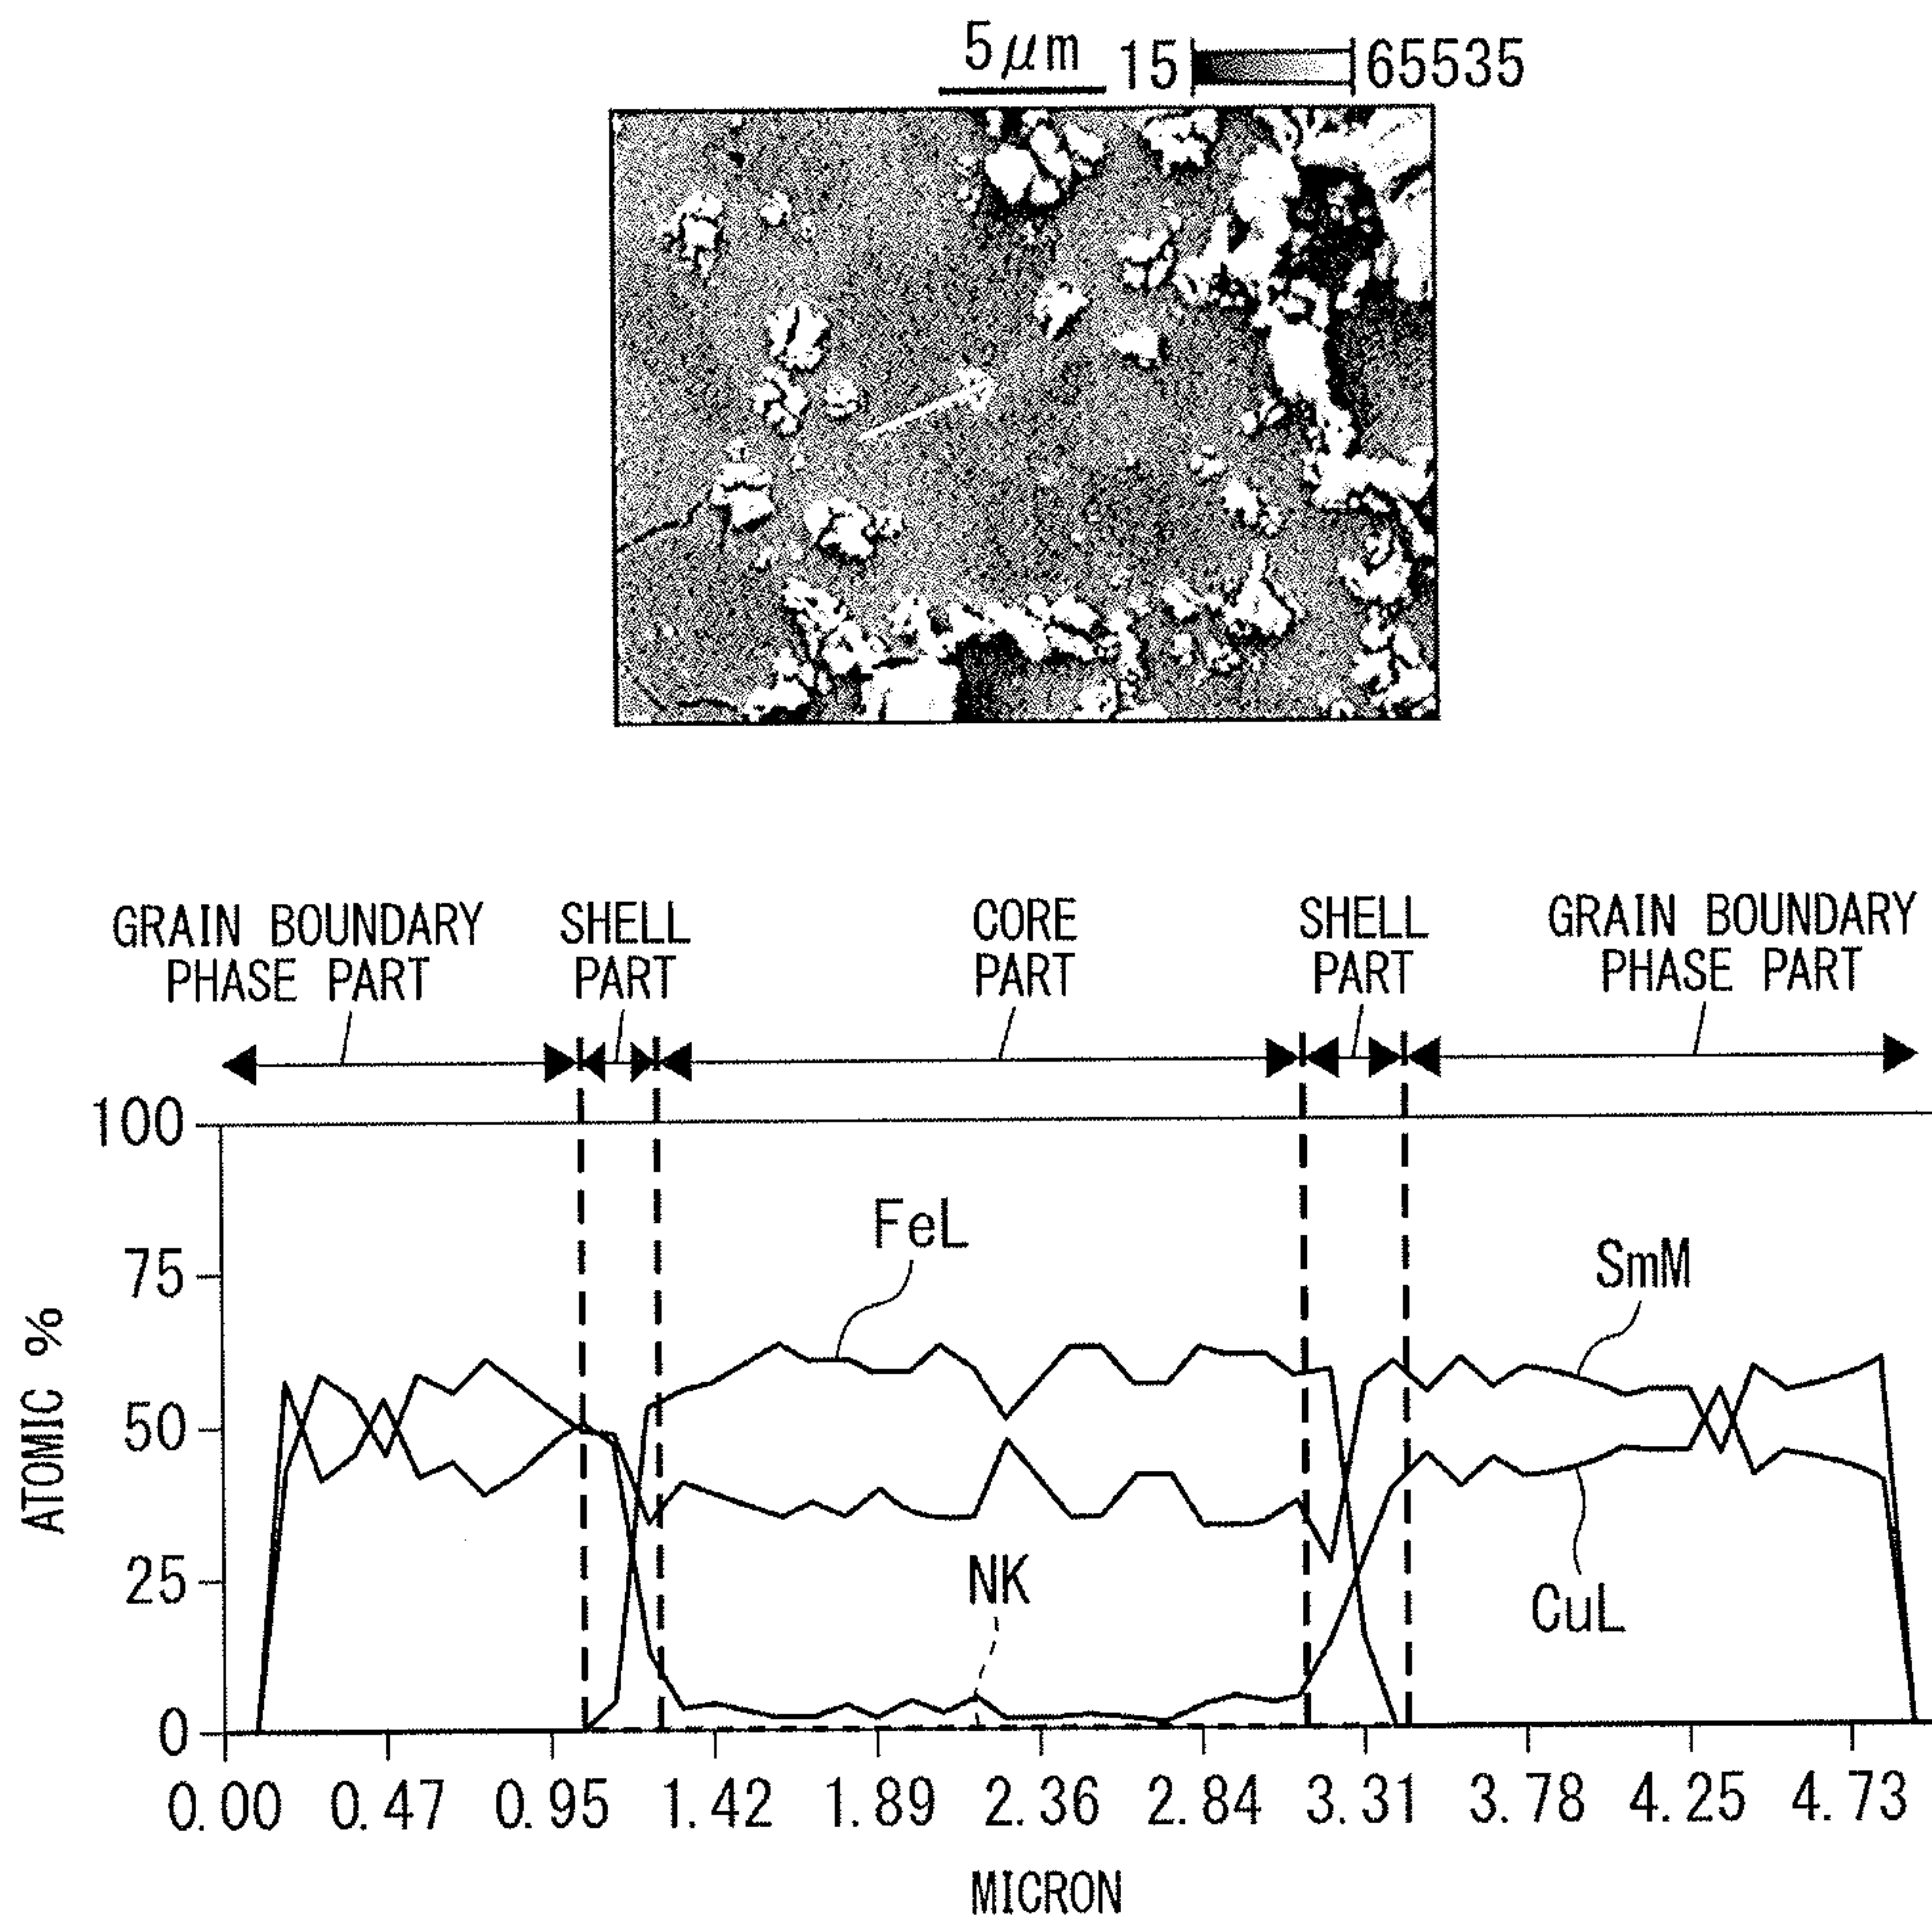 5μm 15 65535
GRAIN BOUNDARY PHASE PART
SHELL PART
CORE PART
SHELL PART
GRAIN BOUNDARY PHASE PART
100
75
50
25
0
ATOMIC %
FeL
SmM
NK
CuL
0.00 0.47 0.95 1.42 1.89 2.36 2.84 3.31 3.78 4.25 4.73
MICRON